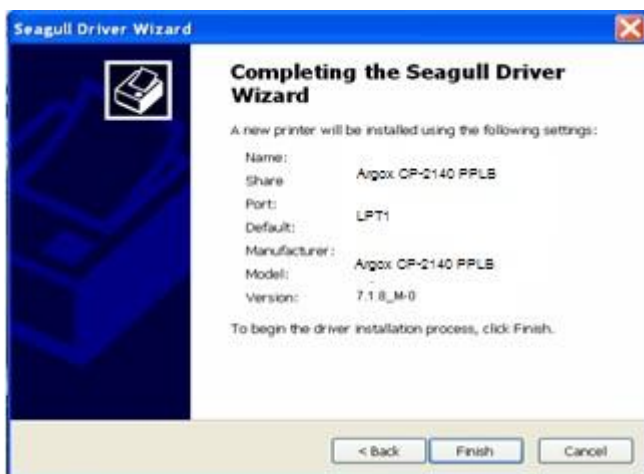 Seagull Driver Wizard
Completing the Seagull Driver
Wizard
A new printer will be installed using the following settings:
Name:
Share
Argox CP-2140 PPLB
Port:
LPT1
Default:
Manufacturer:
Argox CP-2140 PPLB
Model:
Version: 7.1.8_M-0
To begin the driver installation process, click Finish.
< Back Finish Cancel